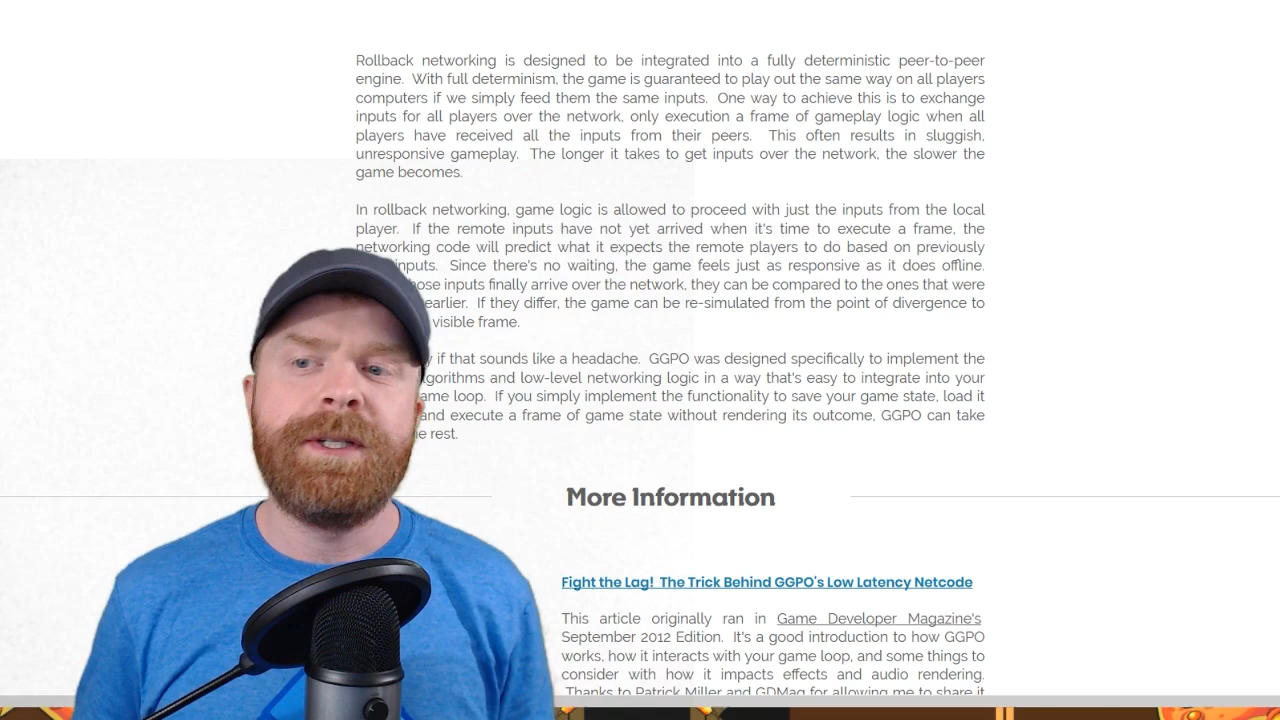 Rollback networking is designed to be integrated into a fully deterministic peer-to-peer
engine. With full determinism, the game is guaranteed to play out the same way on all players
computers if we simply feed them the same inputs. One way to achieve this is to exchange
inputs for all players over the network, only execution a frame of gameplay logic when all
players have received all the inputs from their peers. This often results in sluggish,
unresponsive gameplay. The longer it takes to get inputs over the network, the slower the
game becomes.
In rollback networking, game logic is allowed to proceed with just the inputs from the local
player. If the remote inputs have not yet arrived when it's time to execute a frame, the
networking code will predict what it expects the remote players to do based on previously
inputs. Since there's no waiting, the game feels just as responsive as it does offline.
inputs finally arrive over the network, they can be compared to the ones that were
earlier. If they differ, the game can be re-simulated from the point of divergence to
visible frame.
if that sounds like a headache. GGPO was designed specifically to implement the
and low-level networking logic in a way that's easy to integrate into your
loop. If you simply implement the functionality to save your game state, load it
and execute a frame of game state without rendering its outcome, GGPO can take
rest.
More Information
Fight the Lag! The Trick Behind GGPO's Low Latency Netcode
This article originally ran in Game Developer Magazine's
September 2012 Edition. It's a good introduction to how GGPO
works, how it interacts with your game loop, and some things to
consider with how it impacts effects and audio rendering.
Thanks to Patrick Miller and GDMag for allowing me to share it